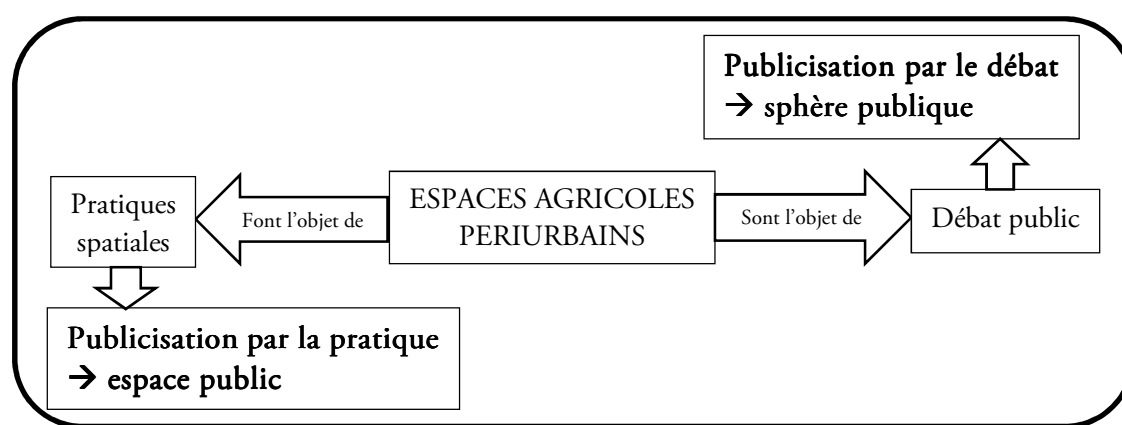 Publicisation par le débat
→ sphère publique
Pratiques
spatiales
Font l’objet de
ESPACES AGRICOLES
PERIURBAINS
Sont l’objet de
Débat public
Publicisation par la pratique
→ espace public